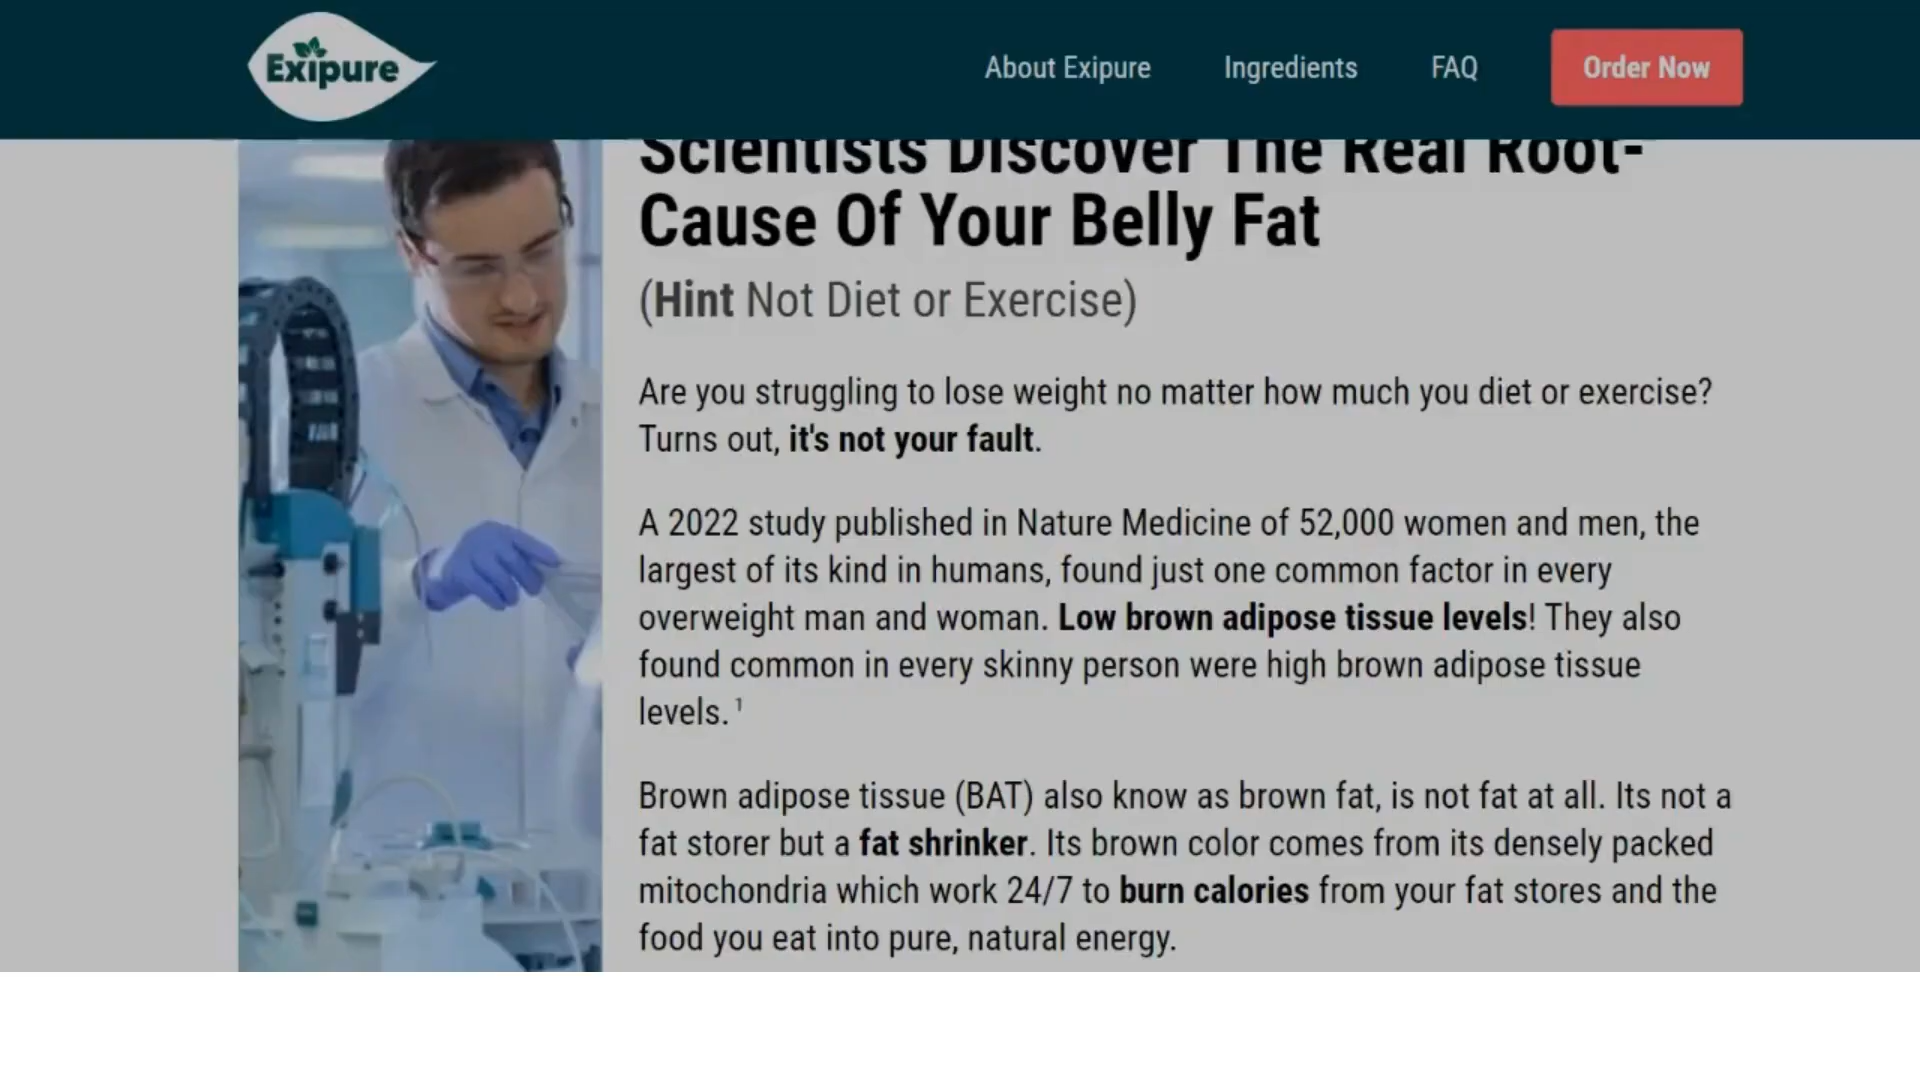 Exipure
About Exipure
Ingredients
FAQ
Order Now
Scientists Discover The Real Root-
Cause Of Your Belly Fat
(Hint Not Diet or Exercise)
Are you struggling to lose weight no matter how much you diet or exercise?
Turns out, it's not your fault.
A 2022 study published in Nature Medicine of 52,000 women and men, the
largest of its kind in humans, found just one common factor in every
overweight man and woman. Low brown adipose tissue levels! They also
found common in every skinny person were high brown adipose tissue
levels. 1
Brown adipose tissue (BAT) also know as brown fat, is not fat at all. Its not a
fat storer but a fat shrinker. Its brown color comes from its densely packed
mitochondria which work 24/7 to burn calories from your fat stores and the
food you eat into pure, natural energy.